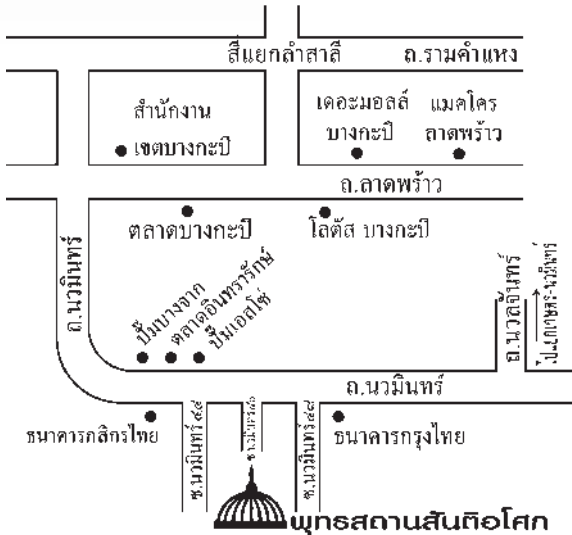 สี่แยกลำสาลี
ถ.รามคำแหง
สำนักงาน
เขตบางกะปิ
เดอะมอลล์
บางกะปิ
แมคโคร
ลาดพร้าว
ถ.ลาดพร้าว
ตลาดบางกะปิ
โลตัส บางกะปิ
ถ.นวมินทร์
ปั๊มบางจาก
ตลาดอินทรารักษ์
ปั๊มเอสโซ่
ถ.นวลจันทร์
ไปแยกเกษตร-นวมินทร์
ถ.นวมินทร์
ธนาคารกสิกรไทย
ซ.นวมินทร์
ซ.นวมินทร์
ซ.นวมินทร์
ธนาคารกรุงไทย
พุทธสถานสันติอโศก